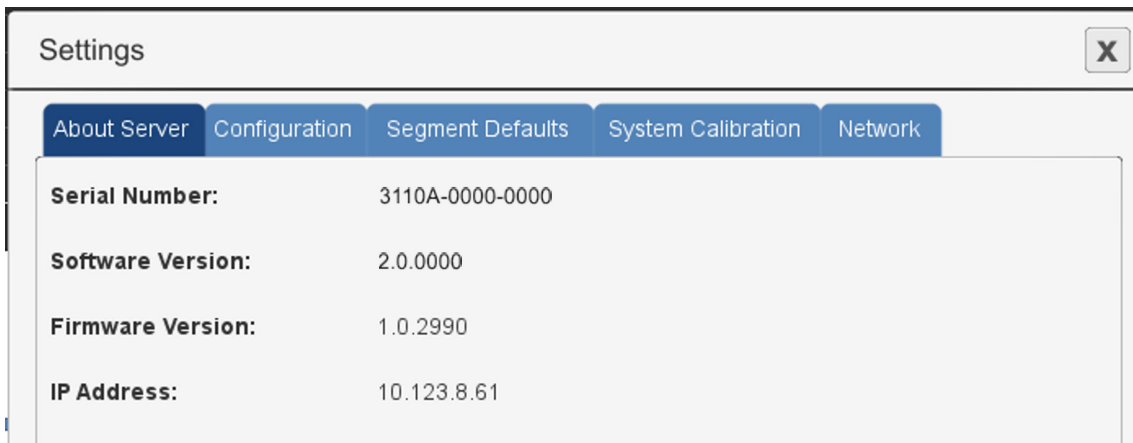 Settings
X
About Server Configuration Segment Defaults System Calibration Network
Serial Number: 3110A-0000-0000
Software Version: 2.0.0000
Firmware Version: 1.0.2990
IP Address: 10.123.8.61